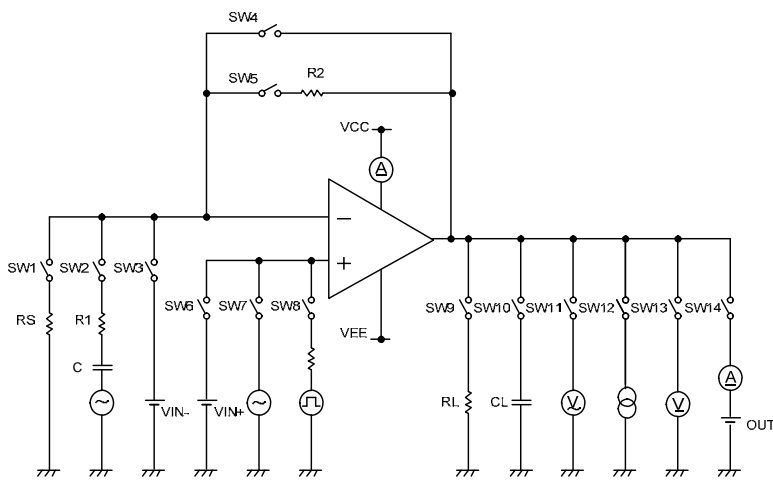 SW4
SW5
R2
VCC
A
−
+
SW1
SW2
SW3
SW6
SW7
SW8
SW9
SW10
SW11
SW12
SW13
SW14
RS
R1
C
VEE
VIN-
VIN+
RL
CL
V
V
A
OUT